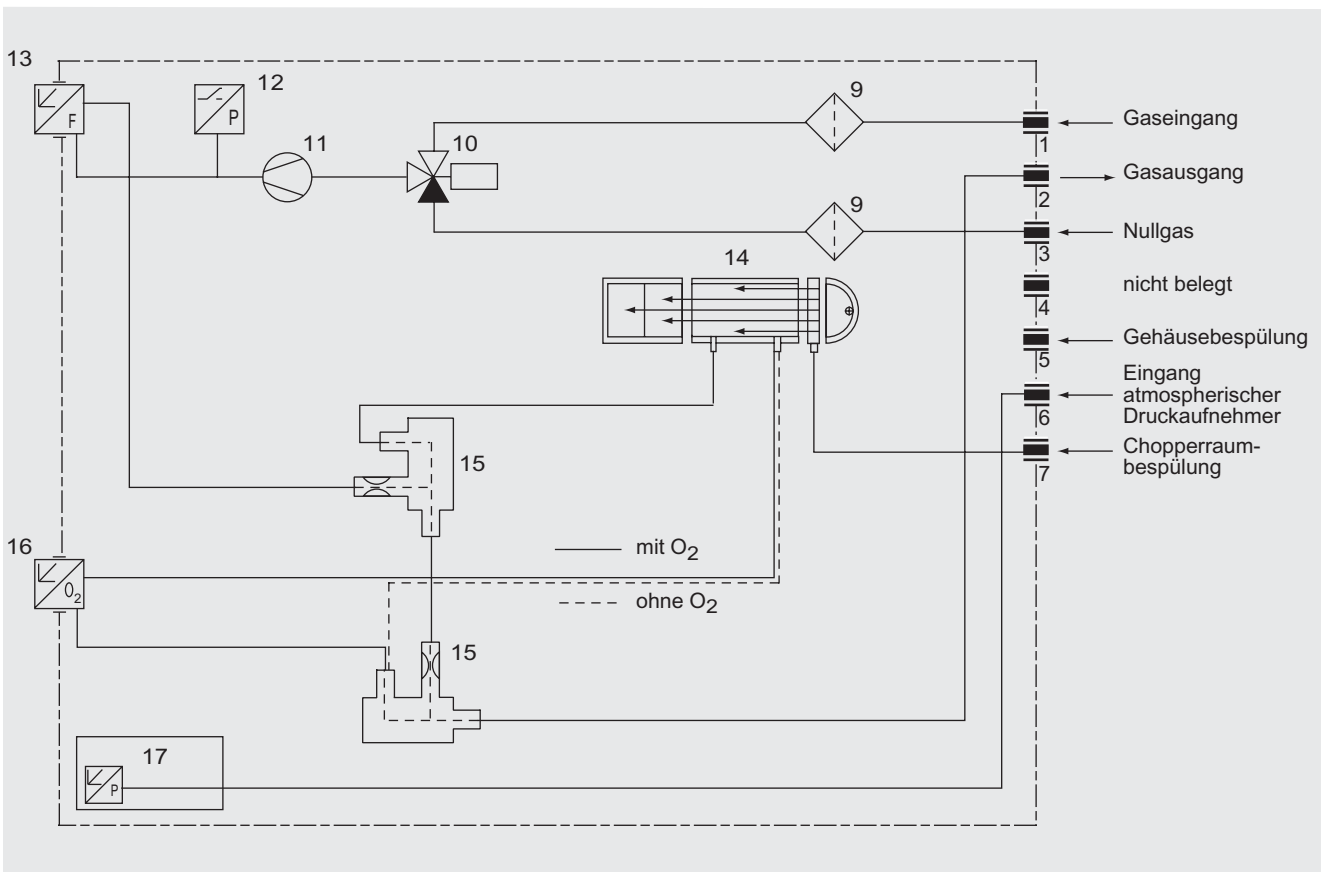 13
F
12
P
11
10
9
Gaseingang
1
Gasausgang
2
9
Nullgas
3
14
nicht belegt
4
Gehäusebespülung
5
Eingang
atmospherischer
Druckaufnehmer
6
Chopperraum-
bespülung
7
15
16
O2
mit O2
ohne O2
15
17
P